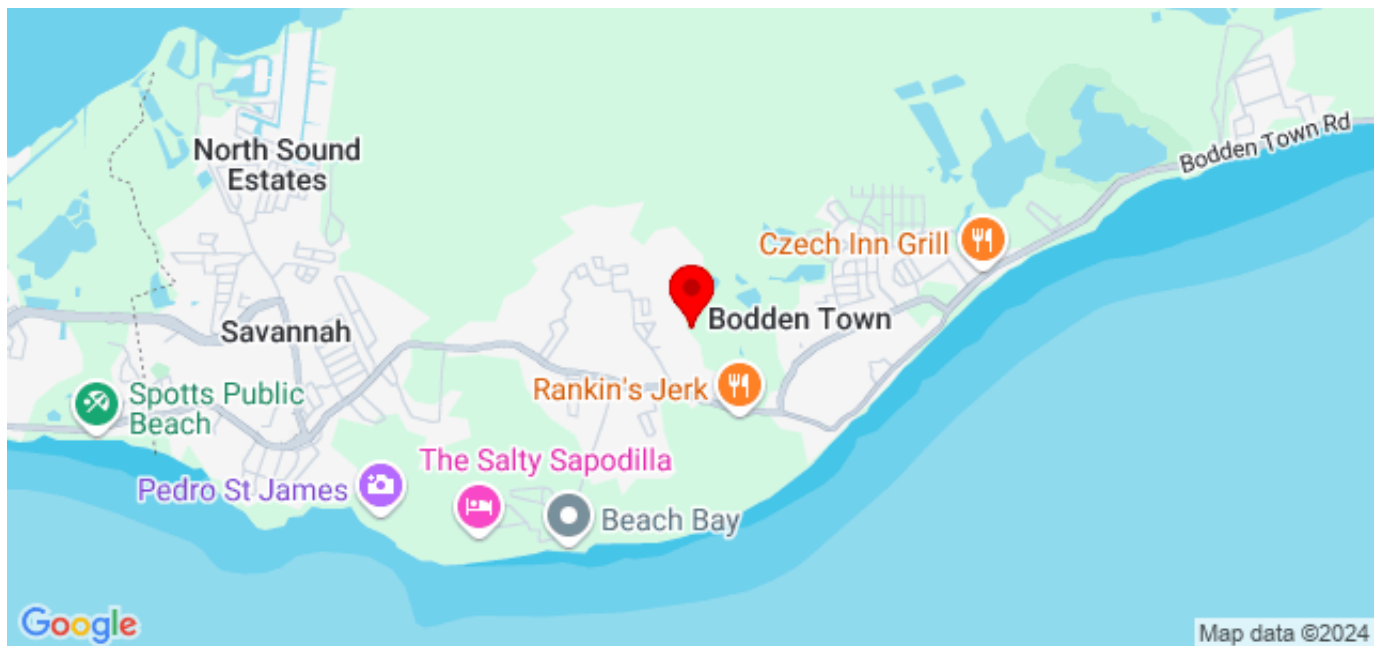 North Sound
Estates
Bodden Town Rd
Czech Inn Grill
Bodden Town
Savannah
Rankin's Jerk
Spotts Public
Beach
The Salty Sapodilla
Pedro St James
Beach Bay
Google
Map data ©2024